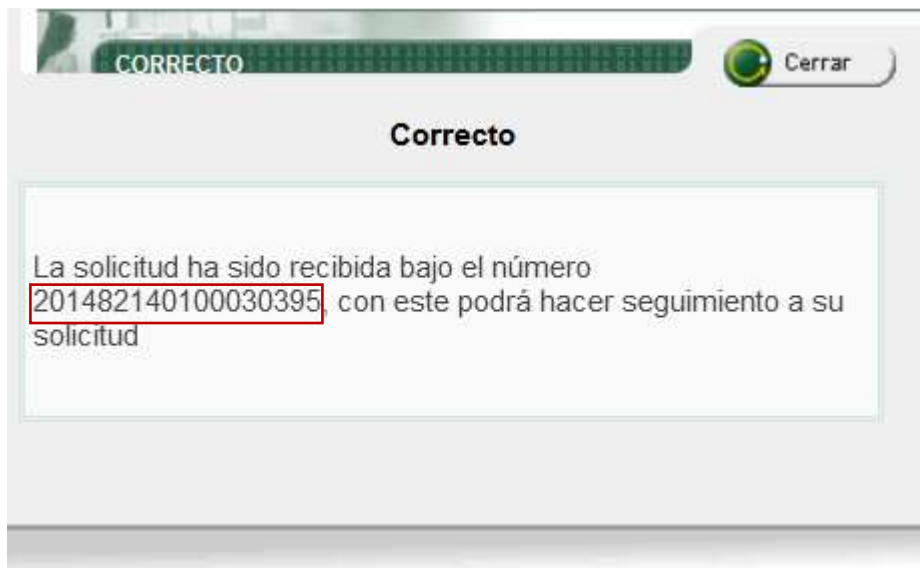 CORRECTO
Cerrar
Correcto
La solicitud ha sido recibida bajo el número
201482140100030395, con este podrá hacer seguimiento a su
solicitud